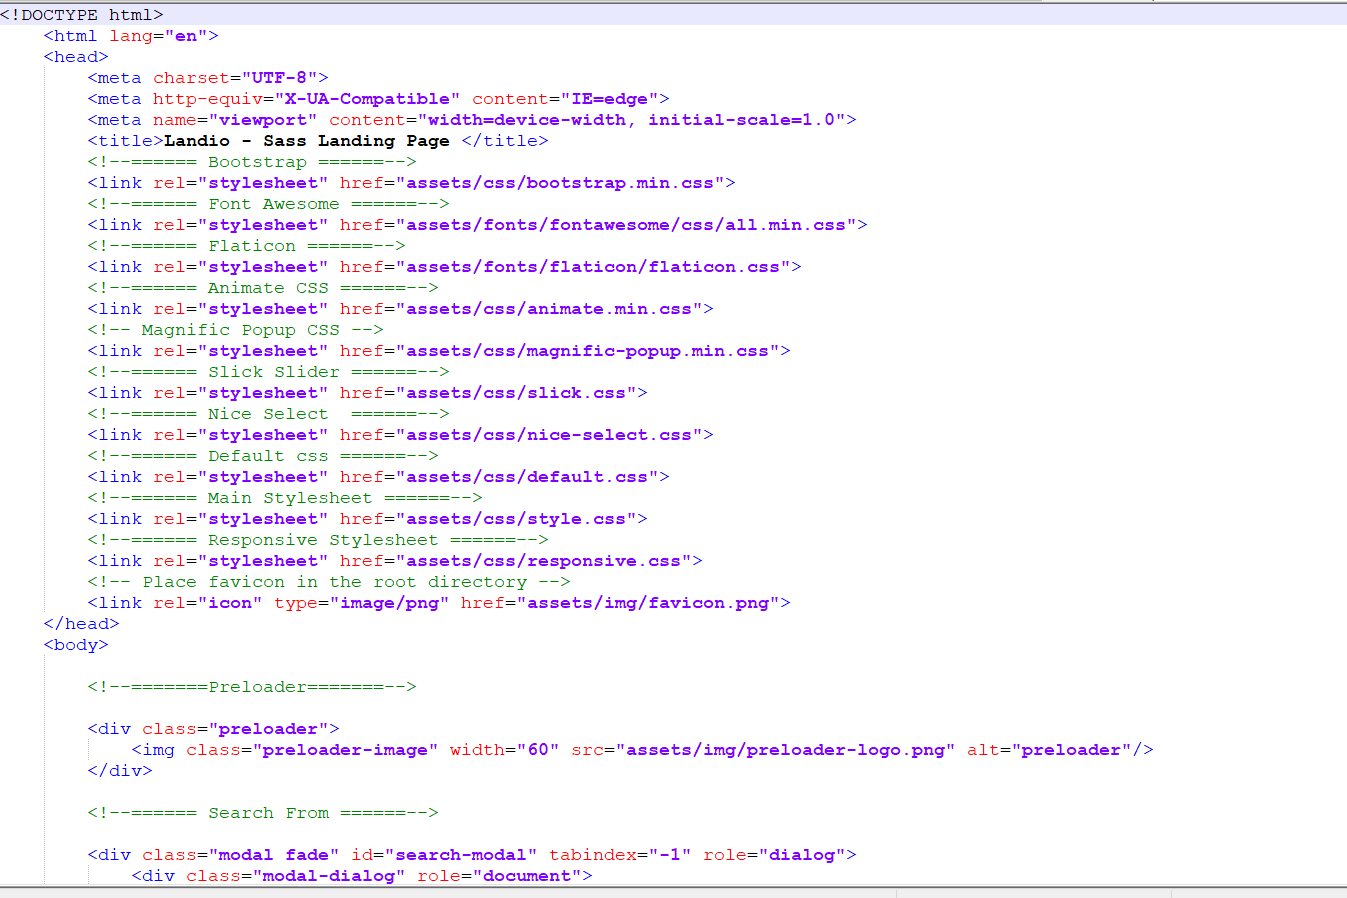 <!DOCTYPE html>
<html lang="en">
<head>
<meta charset="UTF-8">
<meta http-equiv="X-UA-Compatible" content="IE=edge">
<meta name="viewport" content="width=device-width, initial-scale=1.0">
<title>Landio - Sass Landing Page </title>
<!--====== Bootstrap ======-->
<link rel="stylesheet" href="assets/css/bootstrap.min.css">
<!--====== Font Awesome ======-->
<link rel="stylesheet" href="assets/fonts/fontawesome/css/all.min.css">
<!--====== Flaticon ======-->
<link rel="stylesheet" href="assets/fonts/flaticon/flaticon.css">
<!--====== Animate CSS ======-->
<link rel="stylesheet" href="assets/css/animate.min.css">
<!-- Magnific Popup CSS -->
<link rel="stylesheet" href="assets/css/magnific-popup.min.css">
<!--====== Slick Slider ======-->
<link rel="stylesheet" href="assets/css/slick.css">
<!--====== Nice Select  ======-->
<link rel="stylesheet" href="assets/css/nice-select.css">
<!--====== Default css ======-->
<link rel="stylesheet" href="assets/css/default.css">
<!--====== Main Stylesheet ======-->
<link rel="stylesheet" href="assets/css/style.css">
<!--====== Responsive Stylesheet ======-->
<link rel="stylesheet" href="assets/css/responsive.css">
<!-- Place favicon in the root directory -->
<link rel="icon" type="image/png" href="assets/img/favicon.png">
</head>
<body>
<!--=======Preloader=======-->
<div class="preloader">
<img class="preloader-image" width="60" src="assets/img/preloader-logo.png" alt="preloader"/>
</div>
<!--====== Search From ======-->
<div class="modal fade" id="search-modal" tabindex="-1" role="dialog">
<div class="modal-dialog" role="document">